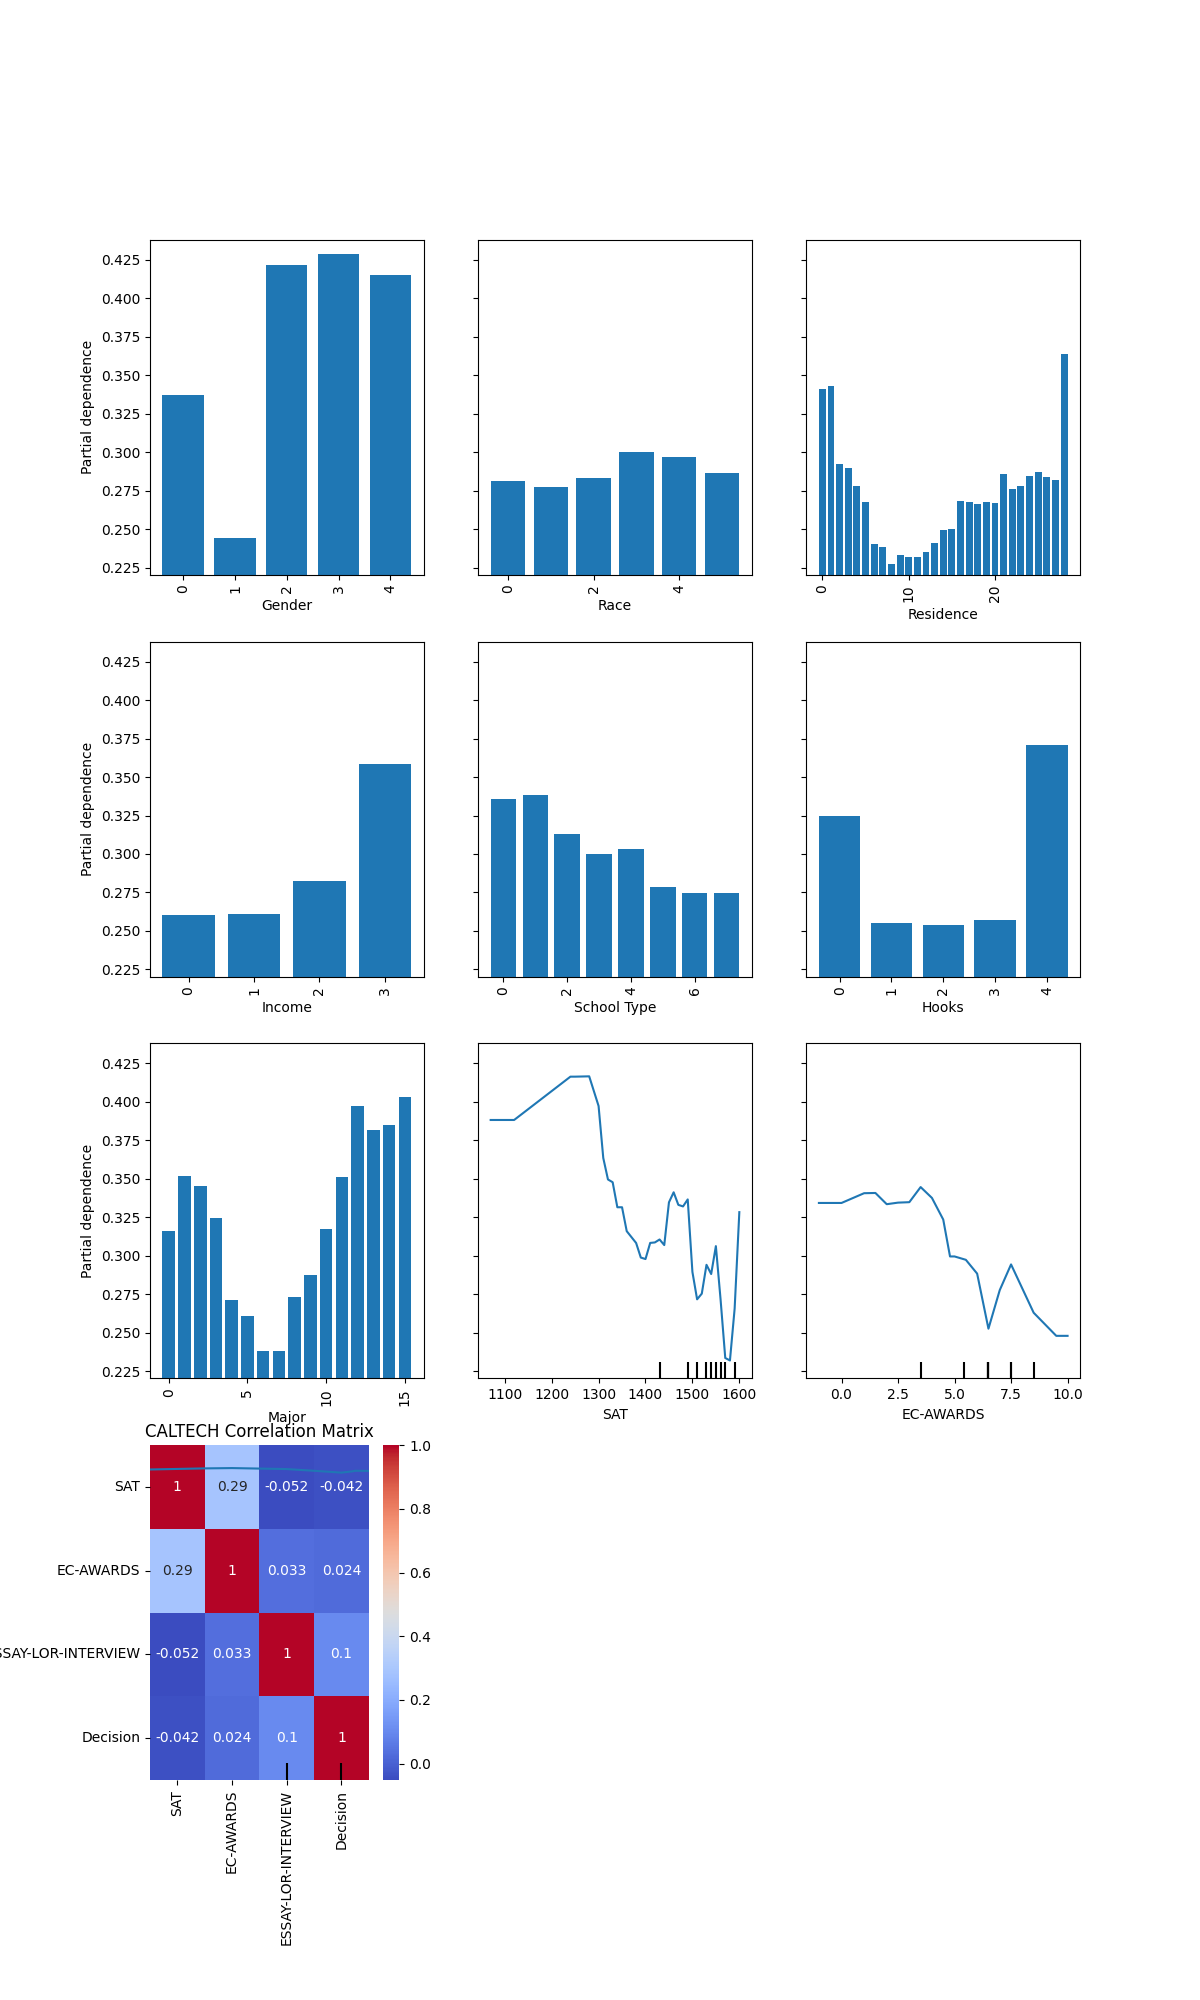 0.425
0.400
0.375
0.350
0.325
0.300
0.275
0.250
0.225
Partial dependence
0 1 2 3 4
Gender
0 2 4
Race
0 10 20
Residence
0.425
0.400
0.375
0.350
0.325
0.300
0.275
0.250
0.225
Partial dependence
0 1 2 3
Income
0 2 4 6
School Type
0 1 2 3 4
Hooks
0.425
0.400
0.375
0.350
0.325
0.300
0.275
0.250
0.225
Partial dependence
0 5 10 15
Major
1100 1200 1300 1400 1500 1600
SAT
0.0 2.5 5.0 7.5 10.0
EC-AWARDS
CALTECH Correlation Matrix
SAT 1 0.29 -0.052 -0.042
EC-AWARDS 0.29 1 0.033 0.024
SSAY-LOR-INTERVIEW -0.052 0.033 1 0.1
Decision -0.042 0.024 0.1 1
SAT
EC-AWARDS
ESSAY-LOR-INTERVIEW
Decision
1.0
0.8
0.6
0.4
0.2
0.0